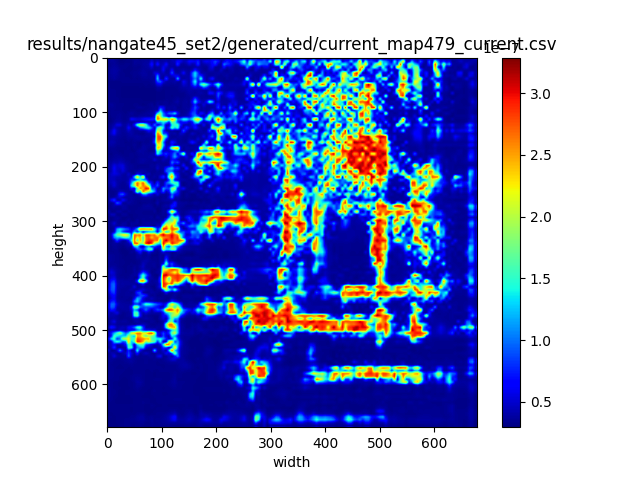 results/nangate45_set2/generated/current_map479_current.csv
1e−7
0
100
200
300
400
500
600
height
0 100 200 300 400 500 600
width
3.0
2.5
2.0
1.5
1.0
0.5